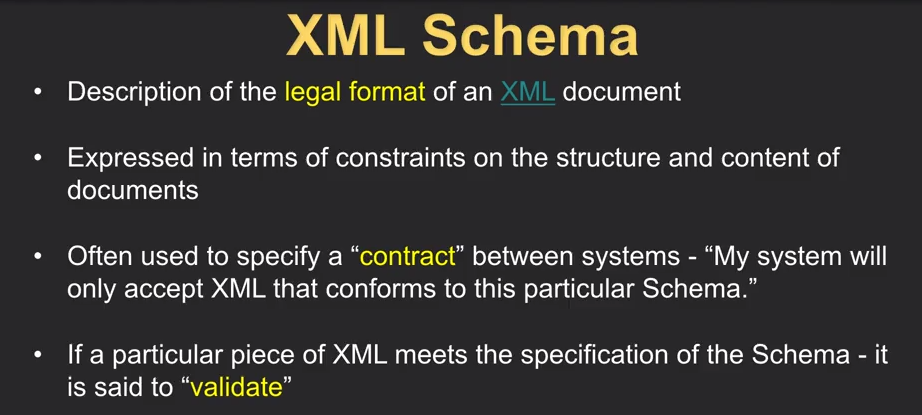 XML Schema
• Description of the legal format of an XML document
• Expressed in terms of constraints on the structure and content of
documents
• Often used to specify a “contract” between systems - “My system will
only accept XML that conforms to this particular Schema.”
• If a particular piece of XML meets the specification of the Schema - it
is said to “validate”